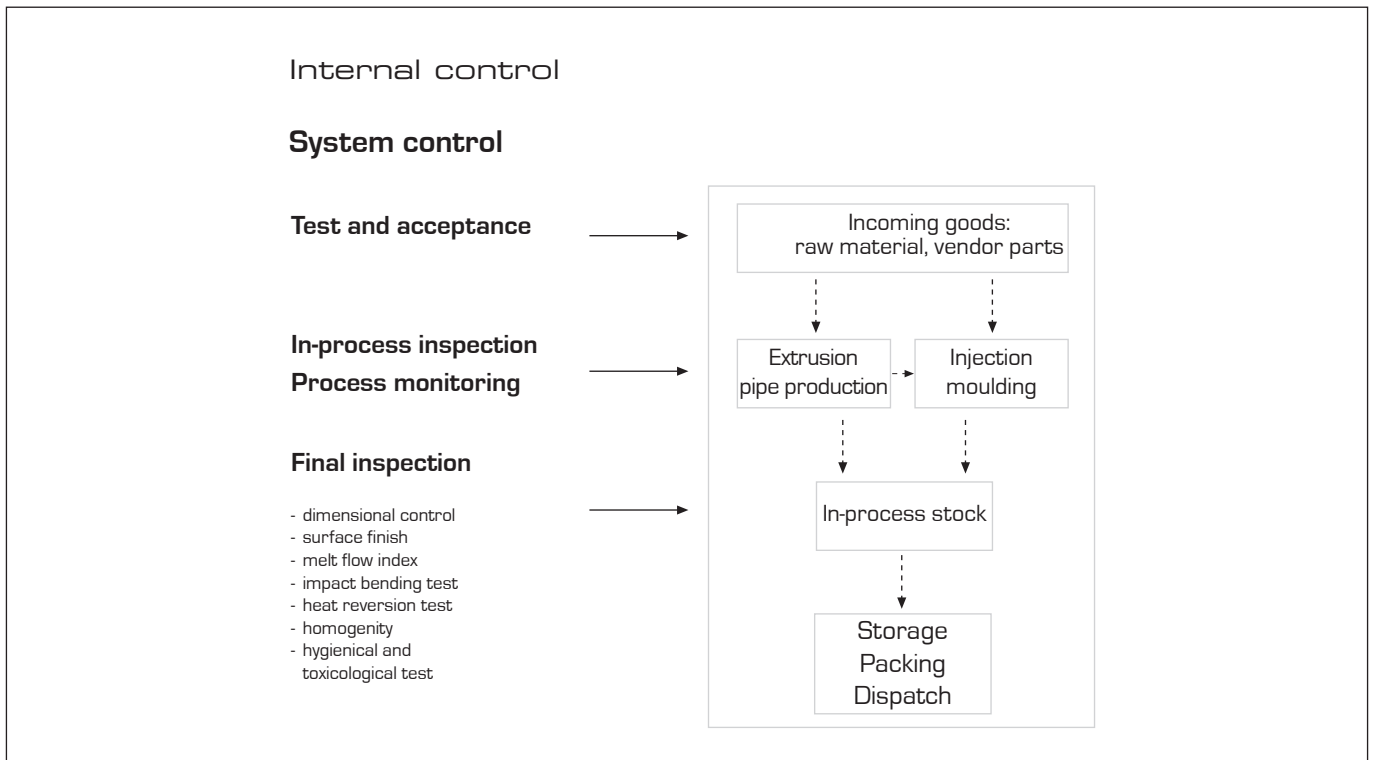 Internal control
System control
Test and acceptance
Incoming goods:
raw material, vendor parts
In-process inspection
Process monitoring
Extrusion
pipe production
Injection
moulding
Final inspection
- dimensional control
- surface finish
- melt flow index
- impact bending test
- heat reversion test
- homogenity
- hygienical and
toxicological test
In-process stock
Storage
Packing
Dispatch